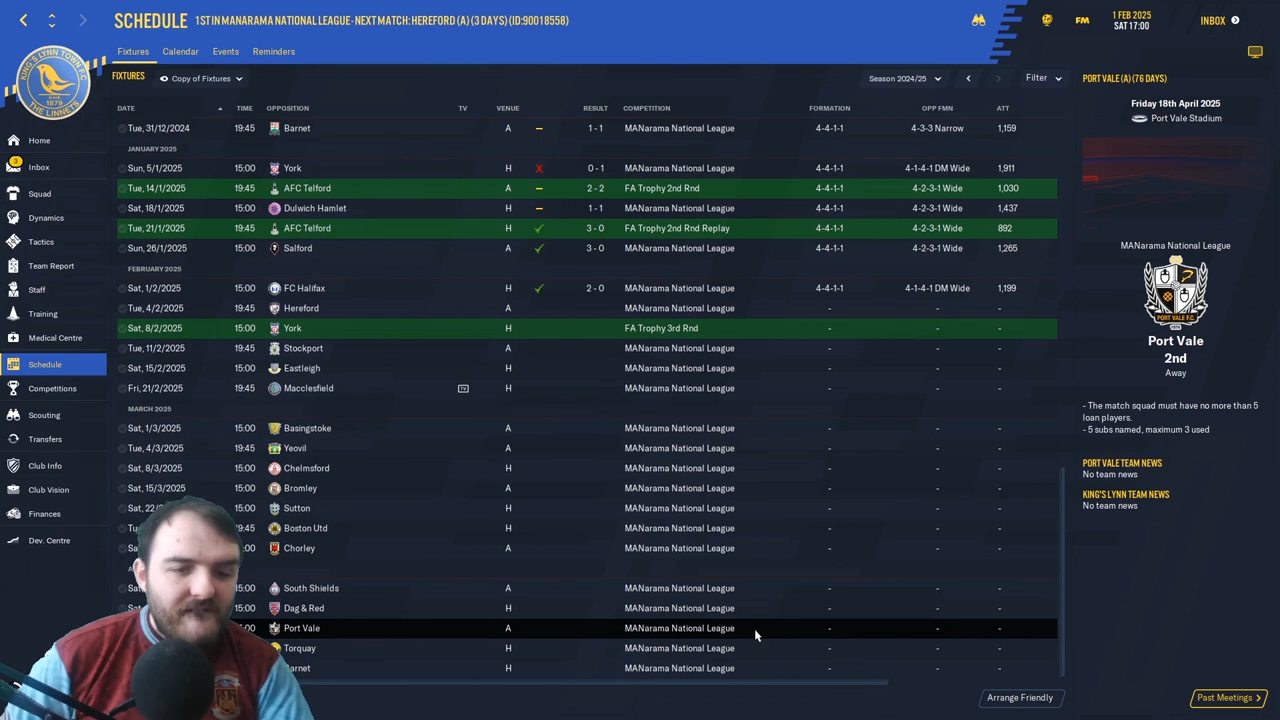 SCHEDULE 1ST IN MANARAMA NATIONAL LEAGUE - NEXT MATCH: HEREFORD (A) (3 DAYS) (ID:90018558)
FM 1 FEB 2025 SAT 17:00 INBOX
Fixtures Calendar Events Reminders
KING'S LYNN TOWN F.C.
1879
THE LINNETS
FIXTURES Copy of Fixtures Season 2024/25 Filter
DATE TIME OPPOSITION TV VENUE RESULT COMPETITION FORMATION OPP FMN ATT
Tue, 31/12/2024 19:45 Barnet A 1 - 1 MANarama National League 4-4-1-1 4-3-3 Narrow 1,159
JANUARY 2025
Sun, 5/1/2025 15:00 York H X 0 - 1 MANarama National League 4-4-1-1 4-1-4-1 DM Wide 1,911
Tue, 14/1/2025 19:45 AFC Telford A 2 - 2 FA Trophy 2nd Rnd 4-4-1-1 4-2-3-1 Wide 1,030
Sat, 18/1/2025 15:00 Dulwich Hamlet H 1 - 1 MANarama National League 4-4-1-1 4-2-3-1 Wide 1,437
Tue, 21/1/2025 19:45 AFC Telford H 3 - 0 FA Trophy 2nd Rnd Replay 4-4-1-1 4-2-3-1 Wide 892
Sun, 26/1/2025 15:00 Salford A 3 - 0 MANarama National League 4-4-1-1 4-2-3-1 Wide 1,265
FEBRUARY 2025
Sat, 1/2/2025 15:00 FC Halifax H 2 - 0 MANarama National League 4-4-1-1 4-1-4-1 DM Wide 1,199
Tue, 4/2/2025 19:45 Hereford A MANarama National League - - -
Sat, 8/2/2025 15:00 York H FA Trophy 3rd Rnd - - -
Tue, 11/2/2025 19:45 Stockport A MANarama National League - - -
Sat, 15/2/2025 15:00 Eastleigh H MANarama National League - - -
Fri, 21/2/2025 19:45 Macclesfield TV H MANarama National League - - -
MARCH 2025
Sat, 1/3/2025 15:00 Basingstoke A MANarama National League - - -
Tue, 4/3/2025 19:45 Yeovil A MANarama National League - - -
Sat, 8/3/2025 15:00 Chelmsford H MANarama National League - - -
Sat, 15/3/2025 15:00 Bromley A MANarama National League - - -
Sat, 15:00 Sutton H MANarama National League - - -
Boston Utd H MANarama National League - - -
Chorley A MANarama National League - - -
South Shields A MANarama National League - - -
Dag & Red H MANarama National League - - -
Port Vale A MANarama National League - - -
Torquay H MANarama National League - - -
H MANarama National League - - -
Home
3
Inbox
Squad
Dynamics
Tactics
Team Report
Staff
Training
Medical Centre
Schedule
Competitions
Scouting
Transfers
Club Info
Club Vision
Finances
Dev. Centre
PORT VALE (A) (76 DAYS)
Friday 18th April 2025
Port Vale Stadium
MANarama National League
PORT VALE F.C.
Port Vale
2nd
Away
- The match squad must have no more than 5
loan players.
- 5 subs named, maximum 3 used
PORT VALE TEAM NEWS
No team news
KING'S LYNN TEAM NEWS
No team news
Arrange Friendly Past Meetings